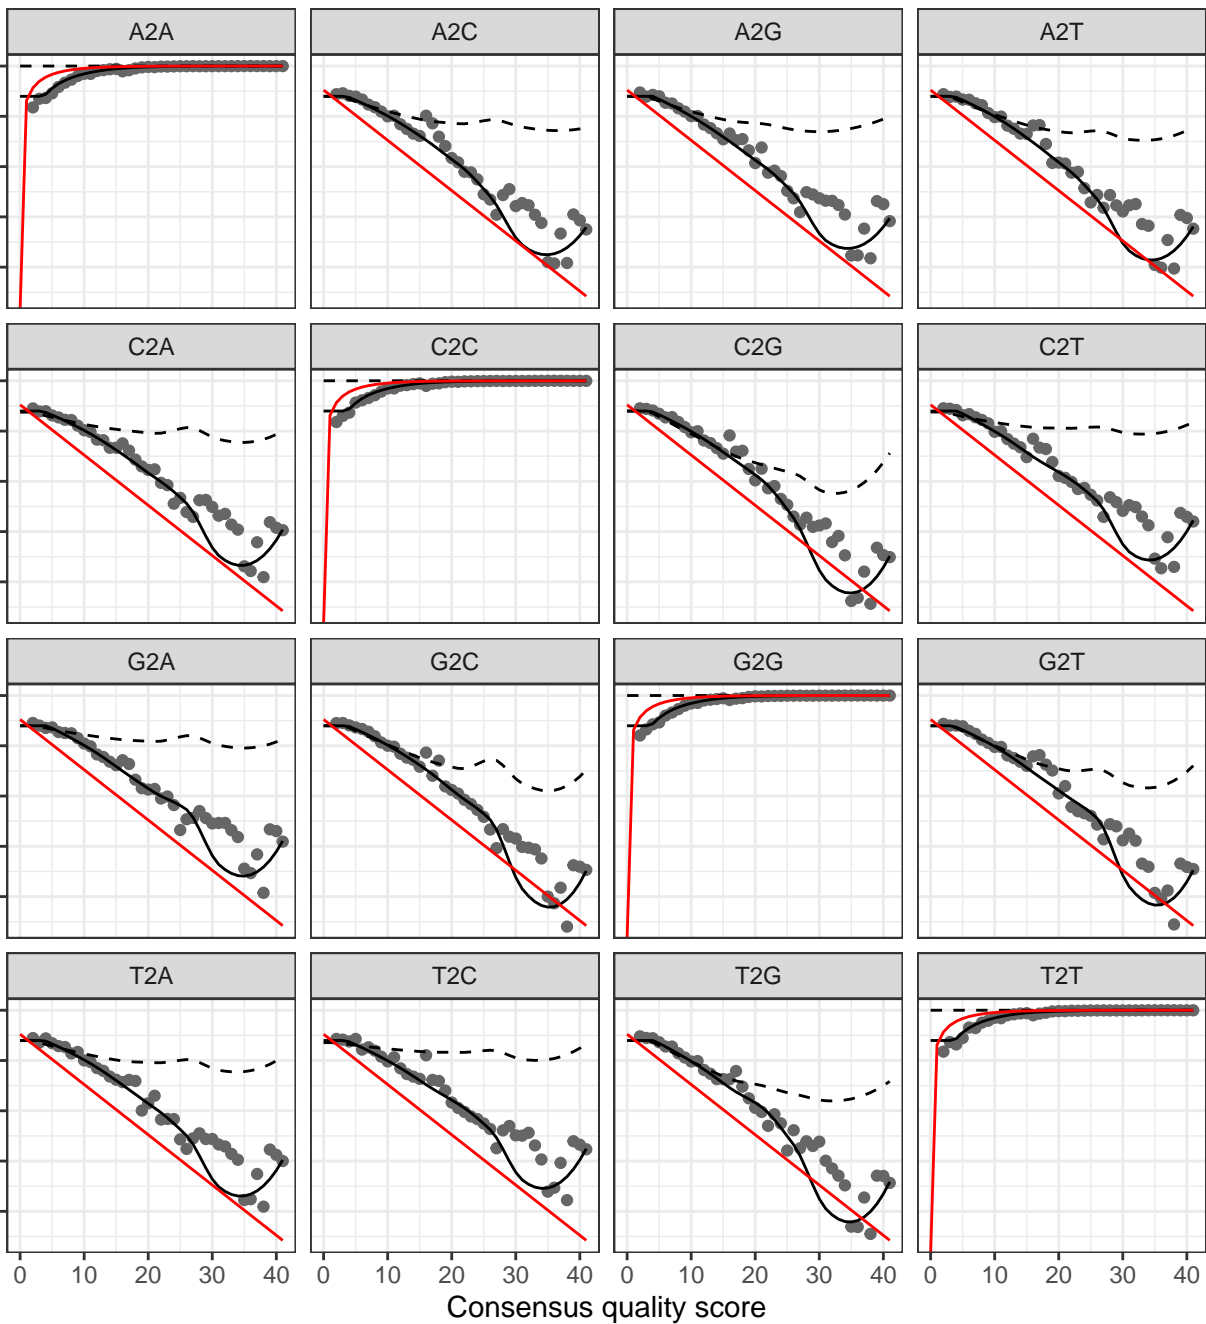 A2A A2C A2G A2T
C2A C2C C2G C2T
G2A G2C G2G G2T
T2A T2C T2G T2T
0 10 20 30 40 0 10 20 30 40 0 10 20 30 40 0 10 20 30 40
Consensus quality score